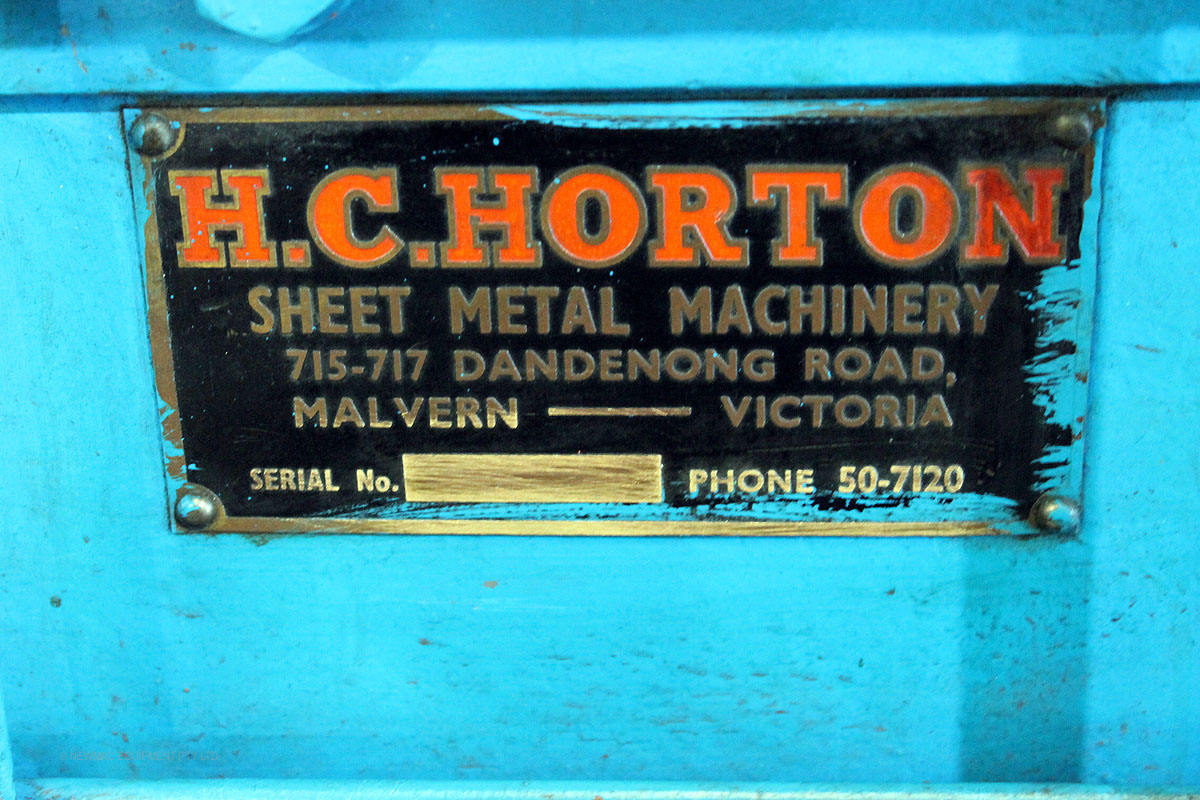 H.C.HORTON
SHEET METAL MACHINERY
715-717 DANDENONG ROAD,
MALVERN — VICTORIA
SERIAL No. PHONE 50-7120